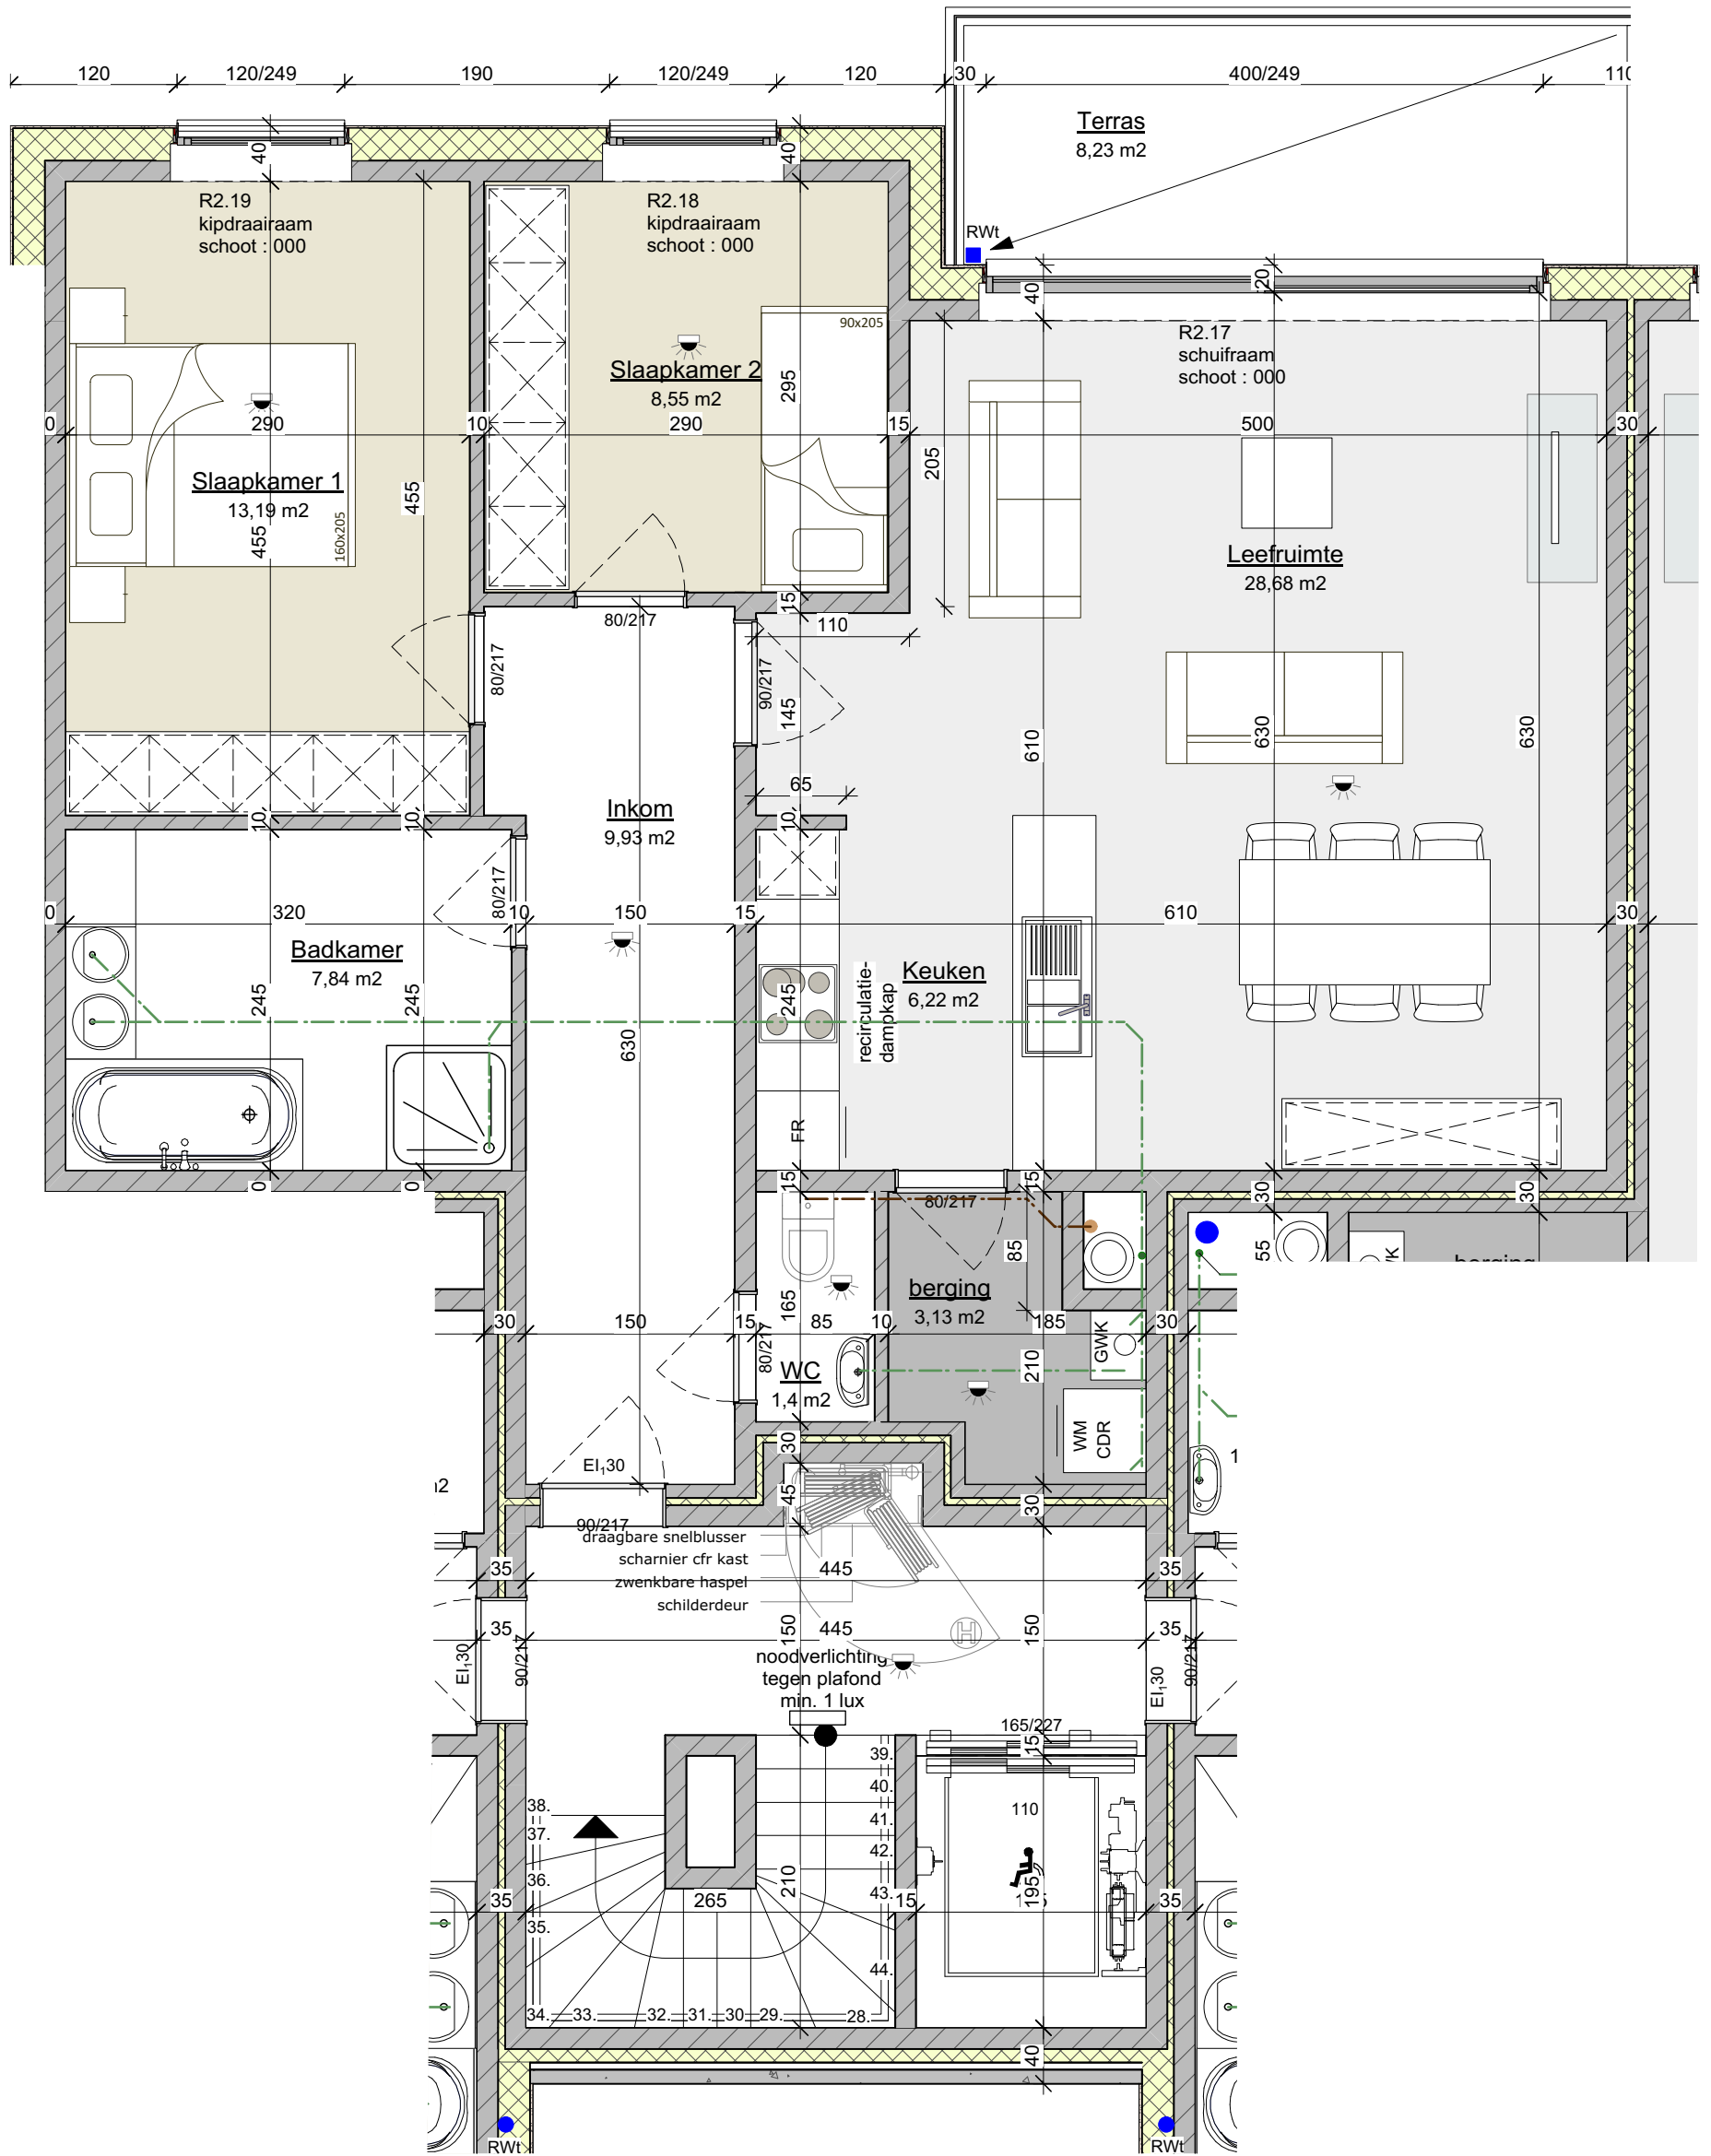 120
120/249
190
120/249
120
30
400/249
Terras
8,23 m2
40
40
R2.19
kipdraairaam
schoot : 000
R2.18
kipdraairaam
schoot : 000
RWt
40
20
R2.17
schuifraam
schoot : 000
90x205
Slaapkamer 2
8,55 m2
295
0
290
10
290
15
500
30
205
455
Slaapkamer 1
13,19 m2
455
160x205
Leefruimte
28,68 m2
15
80/217
110
80/217
90/217
145
610
630
630
65
Inkom
9,93 m2
10
10
10
80/217
0
320
10
150
15
610
30
Badkamer
7,84 m2
Keuken
6,22 m2
recirculatie-
dampkap
245
245
245
630
FR
0
0
15
15
30
30
80/217
85
55
berging
3,13 m2
165
30
150
15
85
10
185
30
80/217
GWK
WC
1,4 m2
210
WM
CDR
30
EI₁30
45
30
90/217
draagbare snelblusser
scharnier cfr kast
zwenkbare haspel
schilderdeur
35
445
35
35
150
445
150
35
H
EI₁30
90/217
EI₁30
90/217
noodverlichting
tegen plafond
min. 1 lux
165/227
15
39.
40.
41.
42.
43.
44.
110
38.
37.
36.
35.
210
195
35
265
15
35
34.
33.
32.
31.
30
29.
28.
40
RWt
RWt